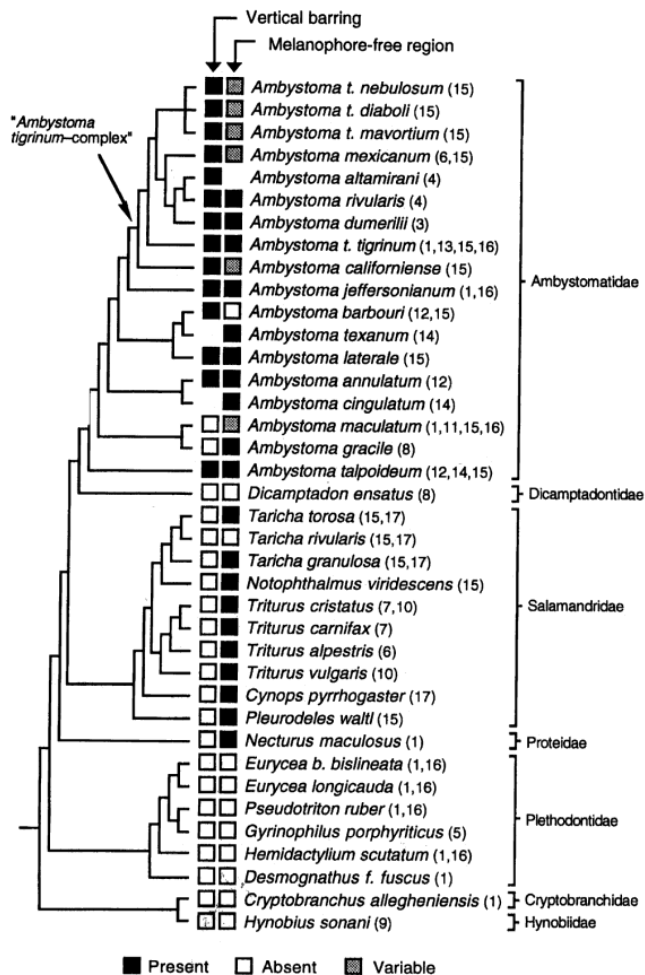 Vertical barring
Melanophore-free region
"Ambystoma
tigrinum–complex"
Ambystoma t. nebulosum (15)
Ambystoma t. diaboli (15)
Ambystoma t. mavortium (15)
Ambystoma mexicanum (6,15)
Ambystoma altamirani (4)
Ambystoma rivularis (4)
Ambystoma dumerilii (3)
Ambystoma t. tigrinum (1,13,15,16)
Ambystoma californiense (15)
Ambystoma jeffersonianum (1,16)
Ambystoma barbouri (12,15)
Ambystoma texanum (14)
Ambystoma laterale (15)
Ambystoma annulatum (12)
Ambystoma cingulatum (14)
Ambystoma maculatum (1,11,15,16)
Ambystoma gracile (8)
Ambystoma talpoideum (12,14,15)
Ambystomatidae
Dicamptadon ensatus (8)
Dicamptadontidae
Taricha torosa (15,17)
Taricha rivularis (15,17)
Taricha granulosa (15,17)
Notophthalmus viridescens (15)
Triturus cristatus (7,10)
Triturus carnifax (7)
Triturus alpestris (6)
Triturus vulgaris (10)
Cynops pyrrhogaster (17)
Pleurodeles waltl (15)
Salamandridae
Necturus maculosus (1)
Proteidae
Eurycea b. bislineata (1,16)
Eurycea longicauda (1,16)
Pseudotriton ruber (1,16)
Gyrinophilus porphyriticus (5)
Hemidactylium scutatum (1,16)
Desmognathus f. fuscus (1)
Plethodontidae
Cryptobranchus allegheniensis (1)
Cryptobranchidae
Hynobius sonani (9)
Hynobiidae
Present
Absent
Variable